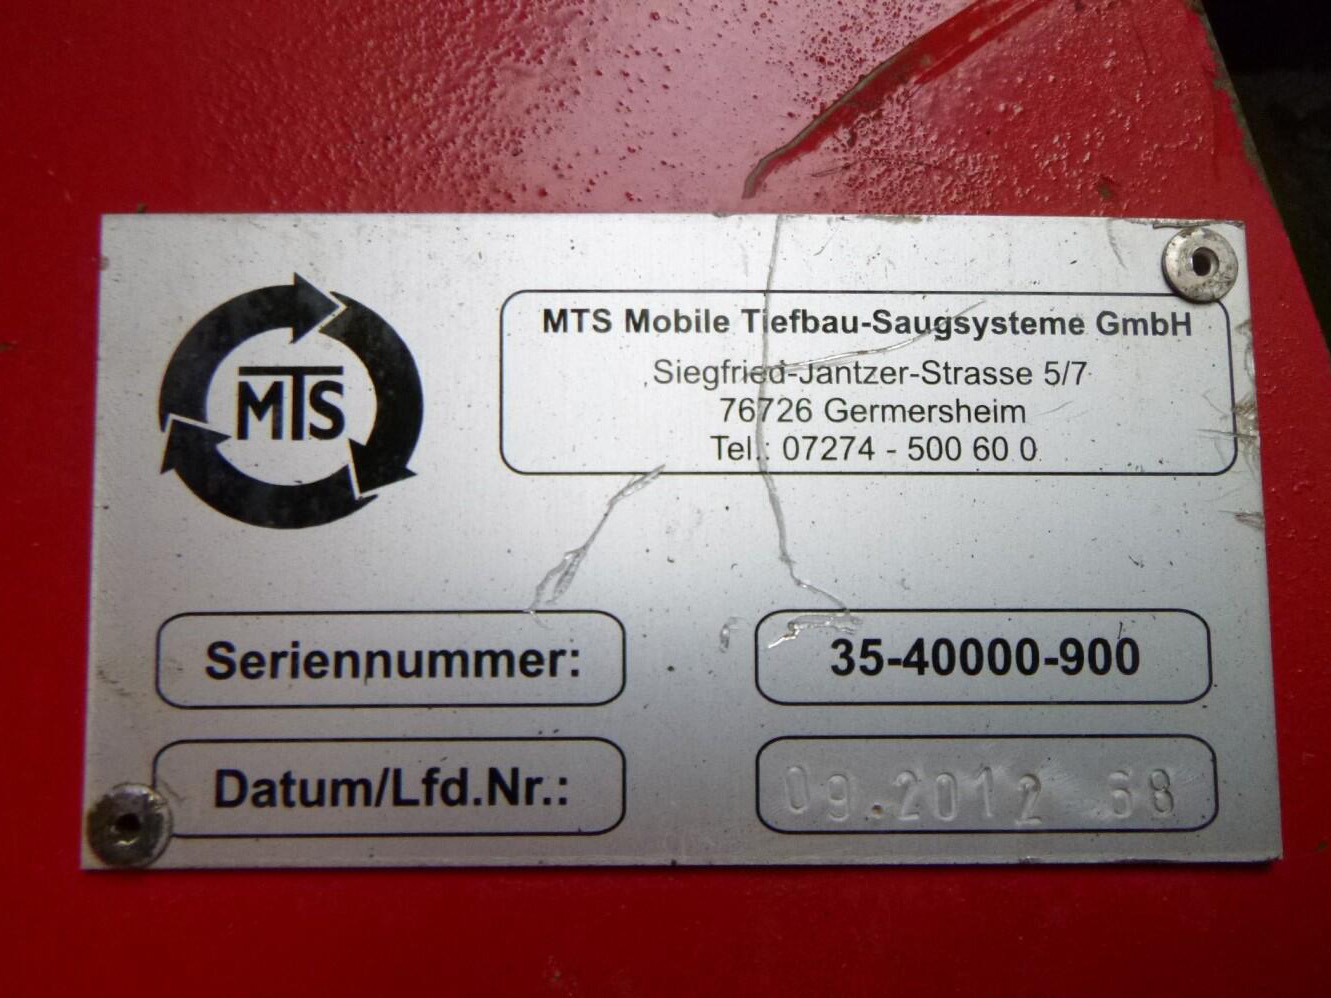 MTS
MTS Mobile Tiefbau-Saugsysteme GmbH
Siegfried-Jantzer-Strasse 5/7
76726 Germersheim
Tel.: 07274 - 500 60 0
Seriennummer:
35-40000-900
Datum/Lfd.Nr.:
09.2012 68